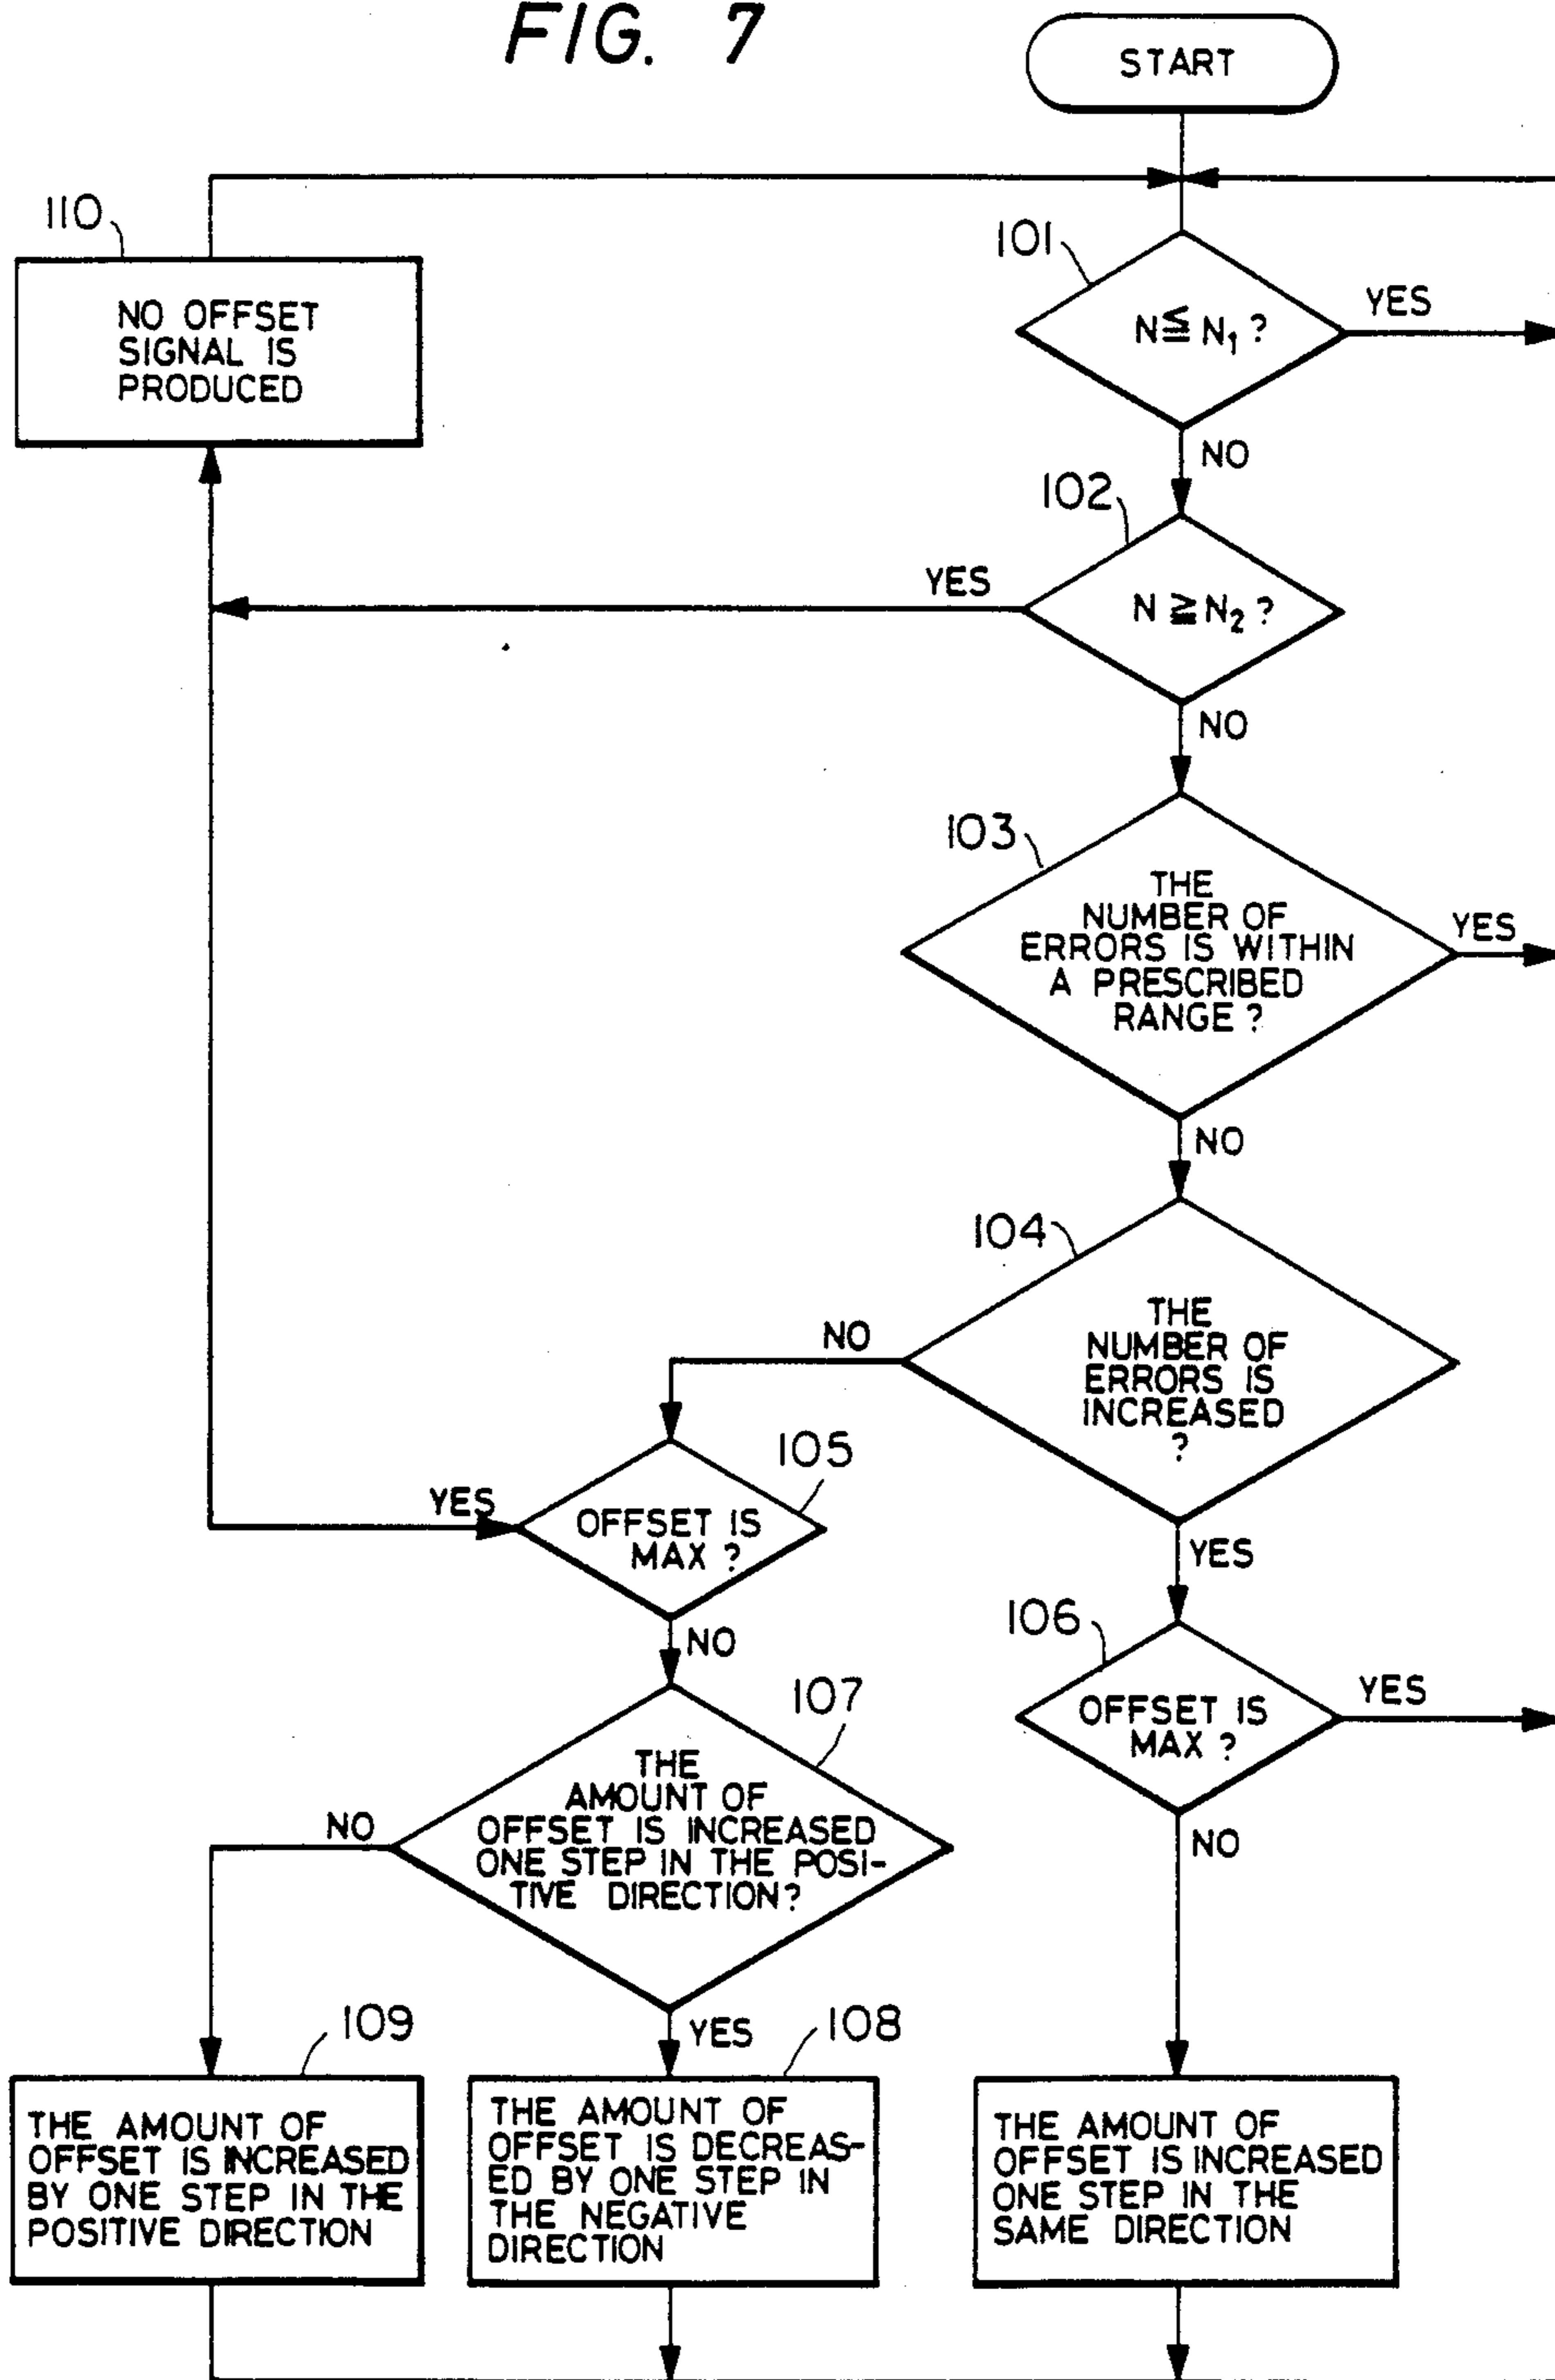 FIG. 7
START
110
NO OFFSET
SIGNAL IS
PRODUCED
101
N≦N₁?
YES
NO
102
YES
N≧N₂?
NO
103
THE
NUMBER OF
ERRORS IS WITHIN
A PRESCRIBED
RANGE?
YES
NO
104
THE
NUMBER OF
ERRORS IS
INCREASED
?
NO
YES
105
YES
OFFSET IS
MAX?
NO
106
OFFSET IS
MAX?
YES
NO
107
THE
AMOUNT OF
OFFSET IS INCREASED
ONE STEP IN THE POSI-
TIVE DIRECTION?
NO
YES
109
THE AMOUNT OF
OFFSET IS INCREASED
BY ONE STEP IN THE
POSITIVE DIRECTION
108
THE AMOUNT OF
OFFSET IS DECREAS-
ED BY ONE STEP IN
THE NEGATIVE
DIRECTION
THE AMOUNT OF
OFFSET IS INCREASED
ONE STEP IN THE
SAME DIRECTION